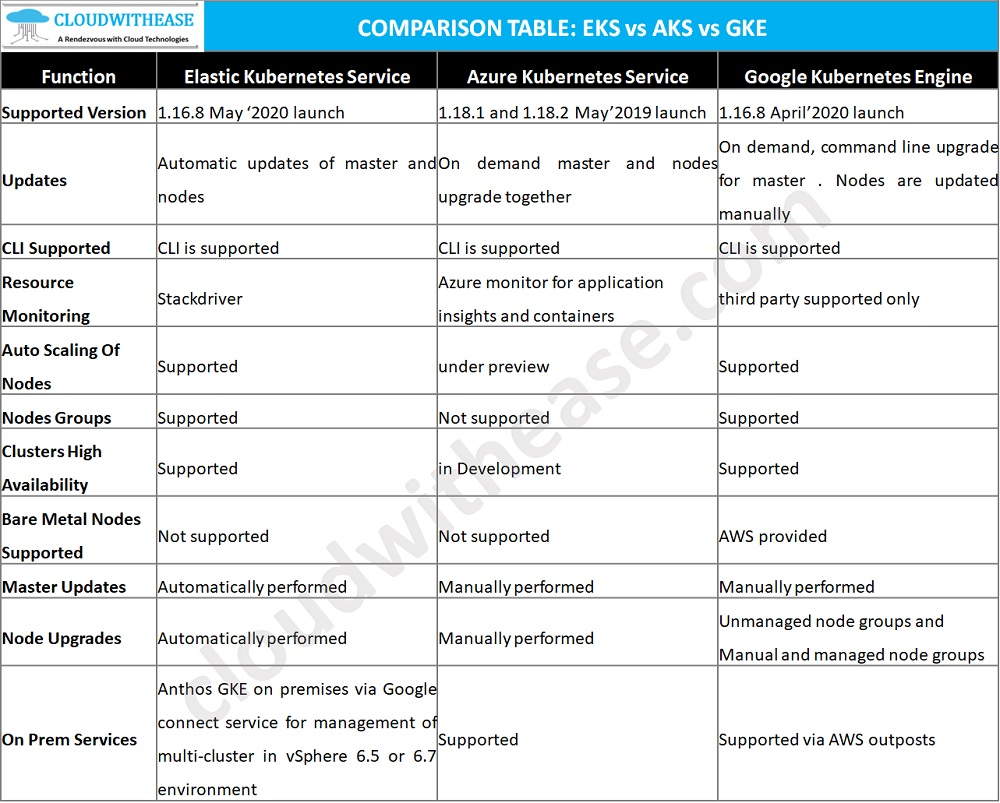 CLOUDWITHEASE
A Rendezvous with Cloud Technologies
COMPARISON TABLE: EKS vs AKS vs GKE
Function
Elastic Kubernetes Service
Azure Kubernetes Service
Google Kubernetes Engine
Supported Version
1.16.8 May ‘2020 launch
1.18.1 and 1.18.2 May’2019 launch
1.16.8 April’2020 launch
Updates
Automatic updates of master and
nodes
On demand master and nodes
upgrade together
On demand, command line upgrade
for master . Nodes are updated
manually
CLI Supported
CLI is supported
CLI is supported
CLI is supported
Resource
Monitoring
Stackdriver
Azure monitor for application
insights and containers
third party supported only
Auto Scaling Of
Nodes
Supported
under preview
Supported
Nodes Groups
Supported
Not supported
Supported
Clusters High
Availability
Supported
in Development
Supported
Bare Metal Nodes
Supported
Not supported
Not supported
AWS provided
Master Updates
Automatically performed
Manually performed
Manually performed
Node Upgrades
Automatically performed
Manually performed
Unmanaged node groups and
Manual and managed node groups
On Prem Services
Anthos GKE on premises via Google
connect service for management of
multi-cluster in vSphere 6.5 or 6.7
environment
Supported
Supported via AWS outposts
cloudwithease.com